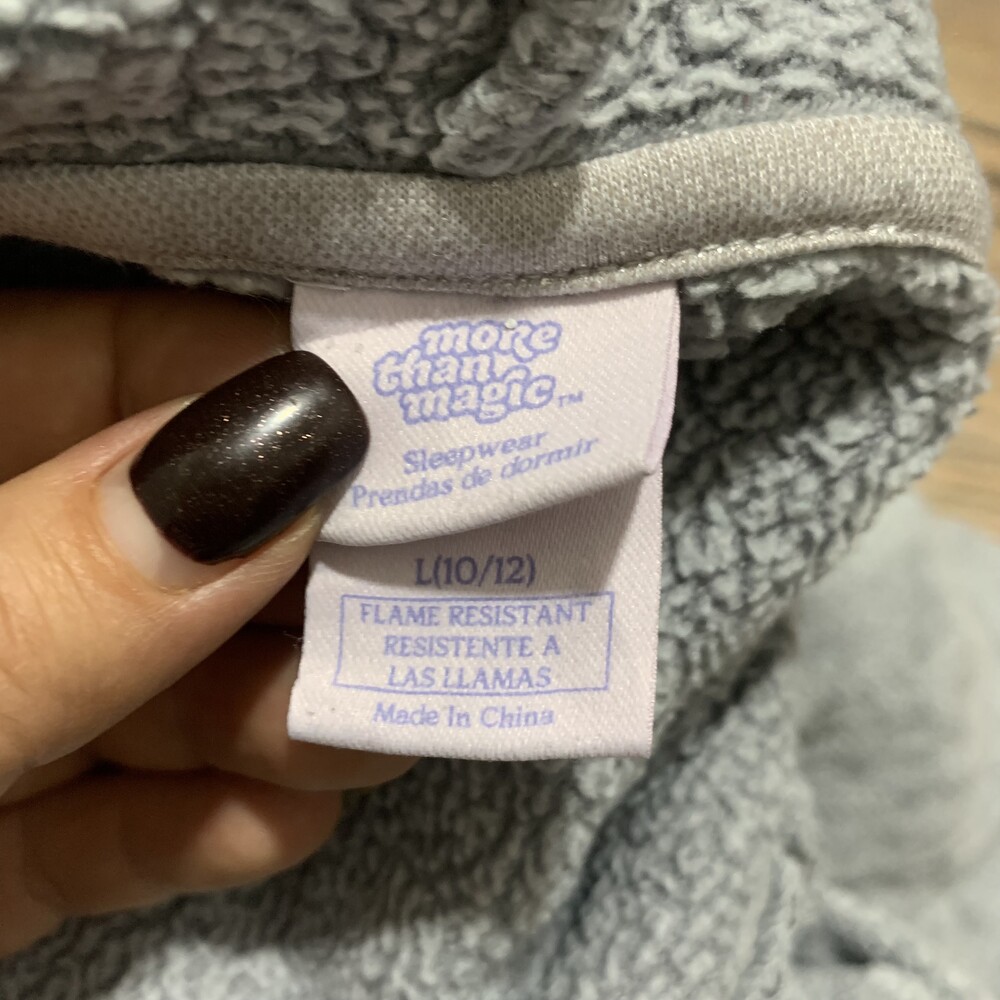 more
than
magic™
Sleepwear
Prendas de dormir
L(10/12)
FLAME RESISTANT
RESISTENTE A
LAS LLAMAS
Made In China